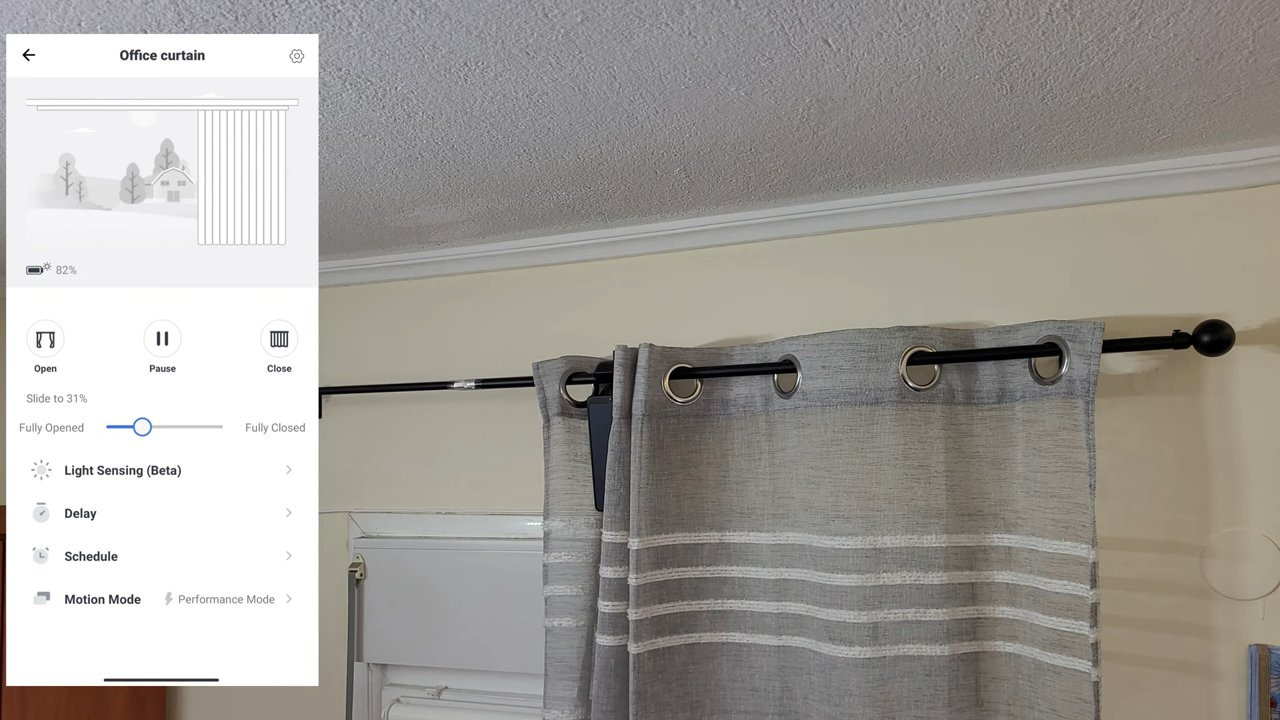 Office curtain
82%
Open
Pause
Close
Slide to 31%
Fully Opened
Fully Closed
Light Sensing (Beta)
Delay
Schedule
Motion Mode
Performance Mode